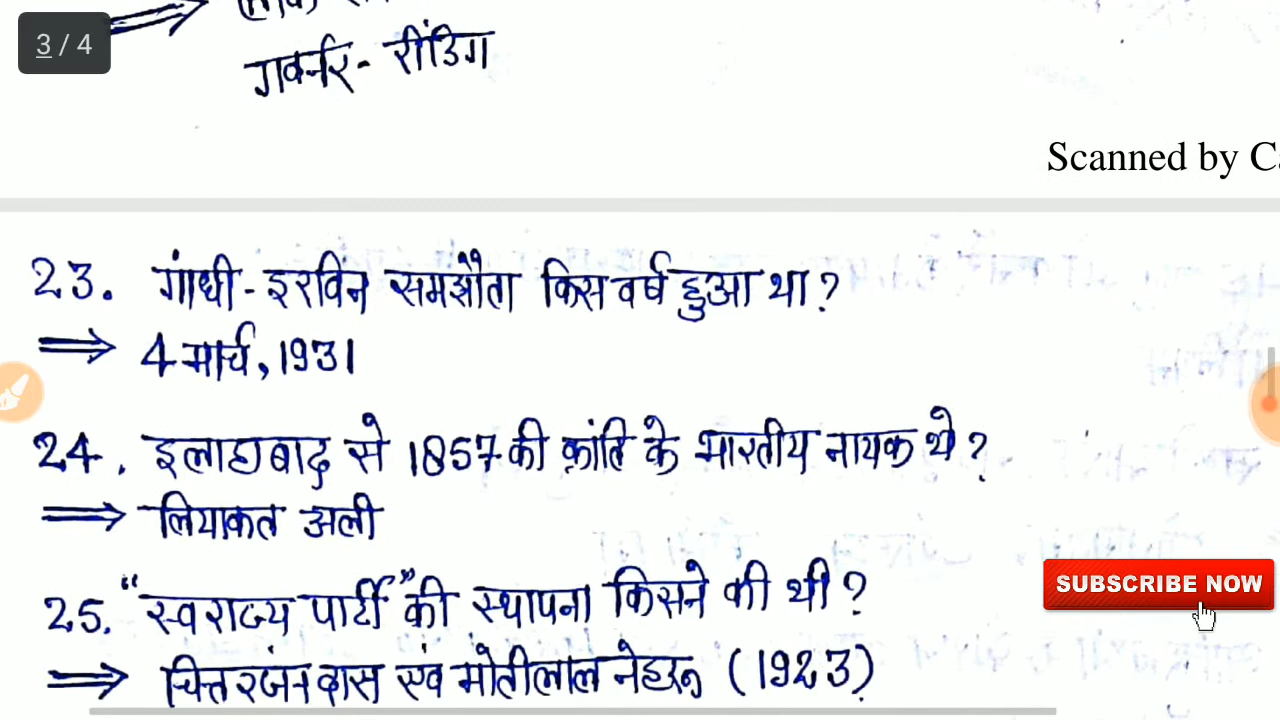 3 / 4
गवर्नर - रीडिंग
Scanned by
23. गांधी - इरविन समझौता किस वर्ष हुआ था?
⇒ 4 मार्च, 1931
24. इलाहाबाद से 1857 की क्रांति के भारतीय नायक थे?
⇒ लियाकत अली
25. "स्वराज्य पार्टी" की स्थापना किसने की थी?
⇒ चित्तरंजन दास एवं मोतीलाल नेहरू (1923)
SUBSCRIBE NOW